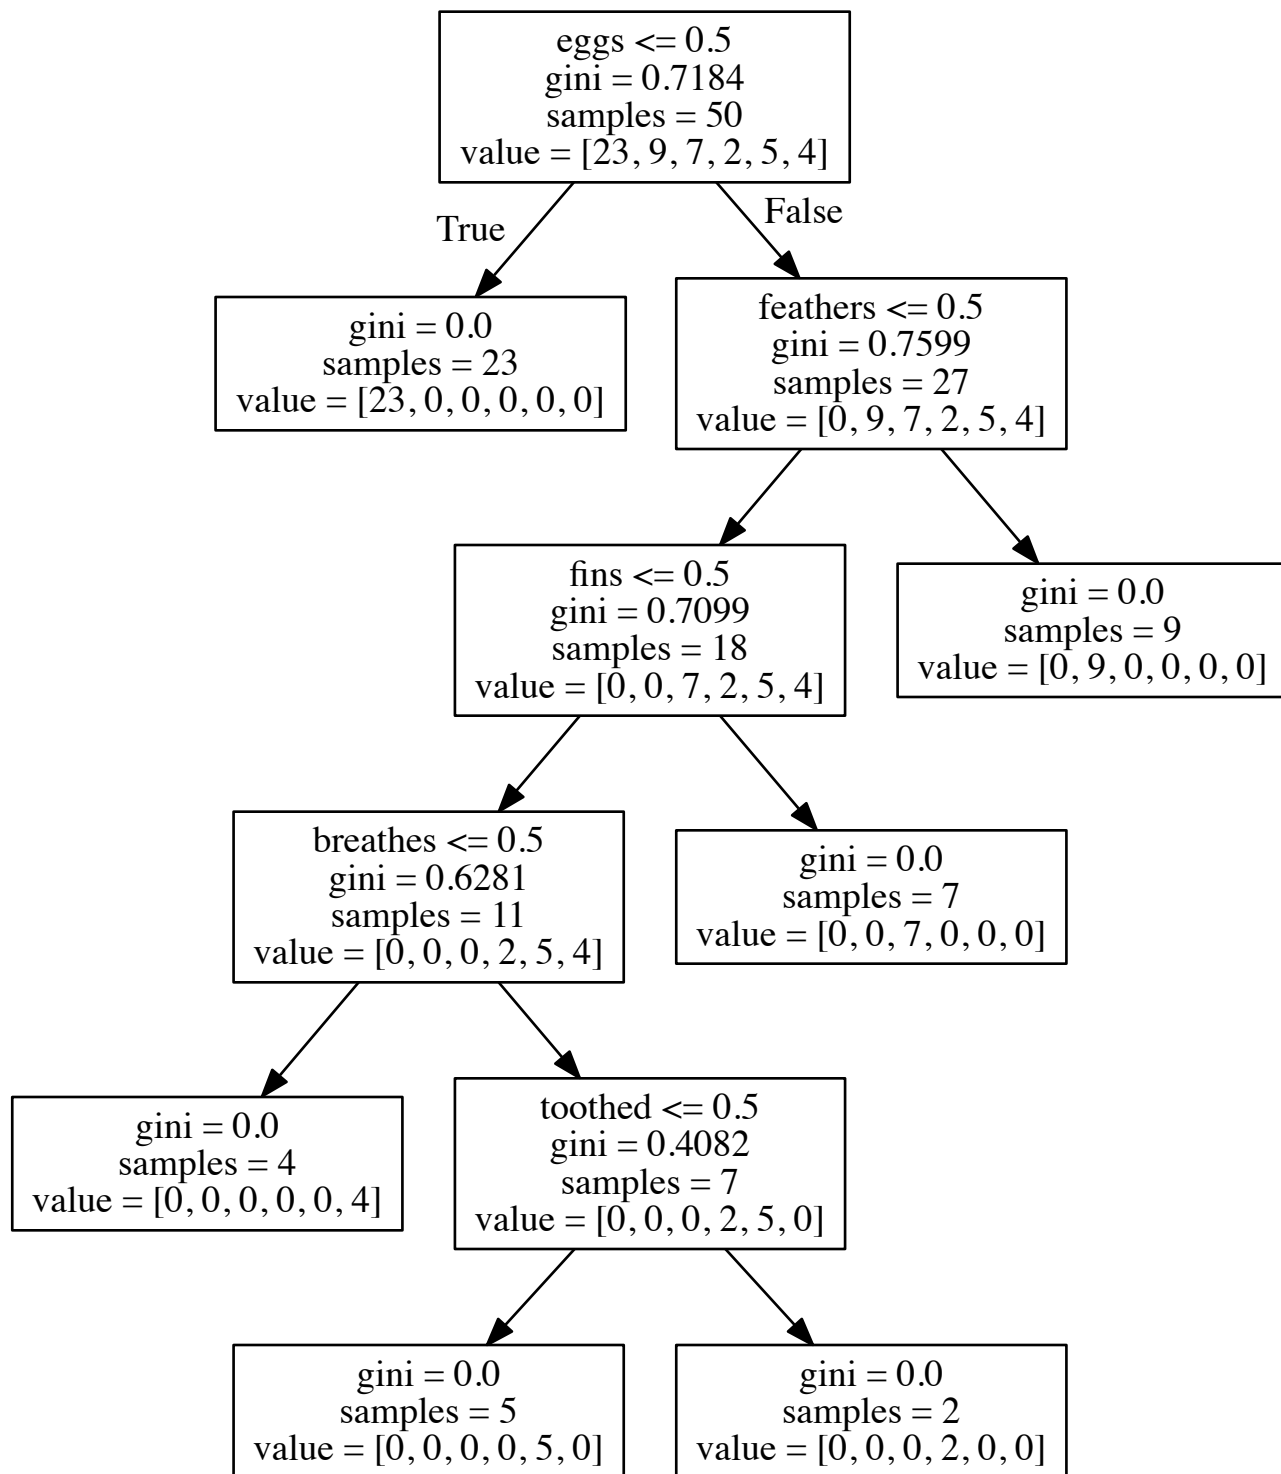 eggs <= 0.5
gini = 0.7184
samples = 50
value = [23, 9, 7, 2, 5, 4]
True
False
gini = 0.0
samples = 23
value = [23, 0, 0, 0, 0, 0]
feathers <= 0.5
gini = 0.7599
samples = 27
value = [0, 9, 7, 2, 5, 4]
fins <= 0.5
gini = 0.7099
samples = 18
value = [0, 0, 7, 2, 5, 4]
gini = 0.0
samples = 9
value = [0, 9, 0, 0, 0, 0]
breathes <= 0.5
gini = 0.6281
samples = 11
value = [0, 0, 0, 2, 5, 4]
gini = 0.0
samples = 7
value = [0, 0, 7, 0, 0, 0]
gini = 0.0
samples = 4
value = [0, 0, 0, 0, 0, 4]
toothed <= 0.5
gini = 0.4082
samples = 7
value = [0, 0, 0, 2, 5, 0]
gini = 0.0
samples = 5
value = [0, 0, 0, 0, 5, 0]
gini = 0.0
samples = 2
value = [0, 0, 0, 2, 0, 0]